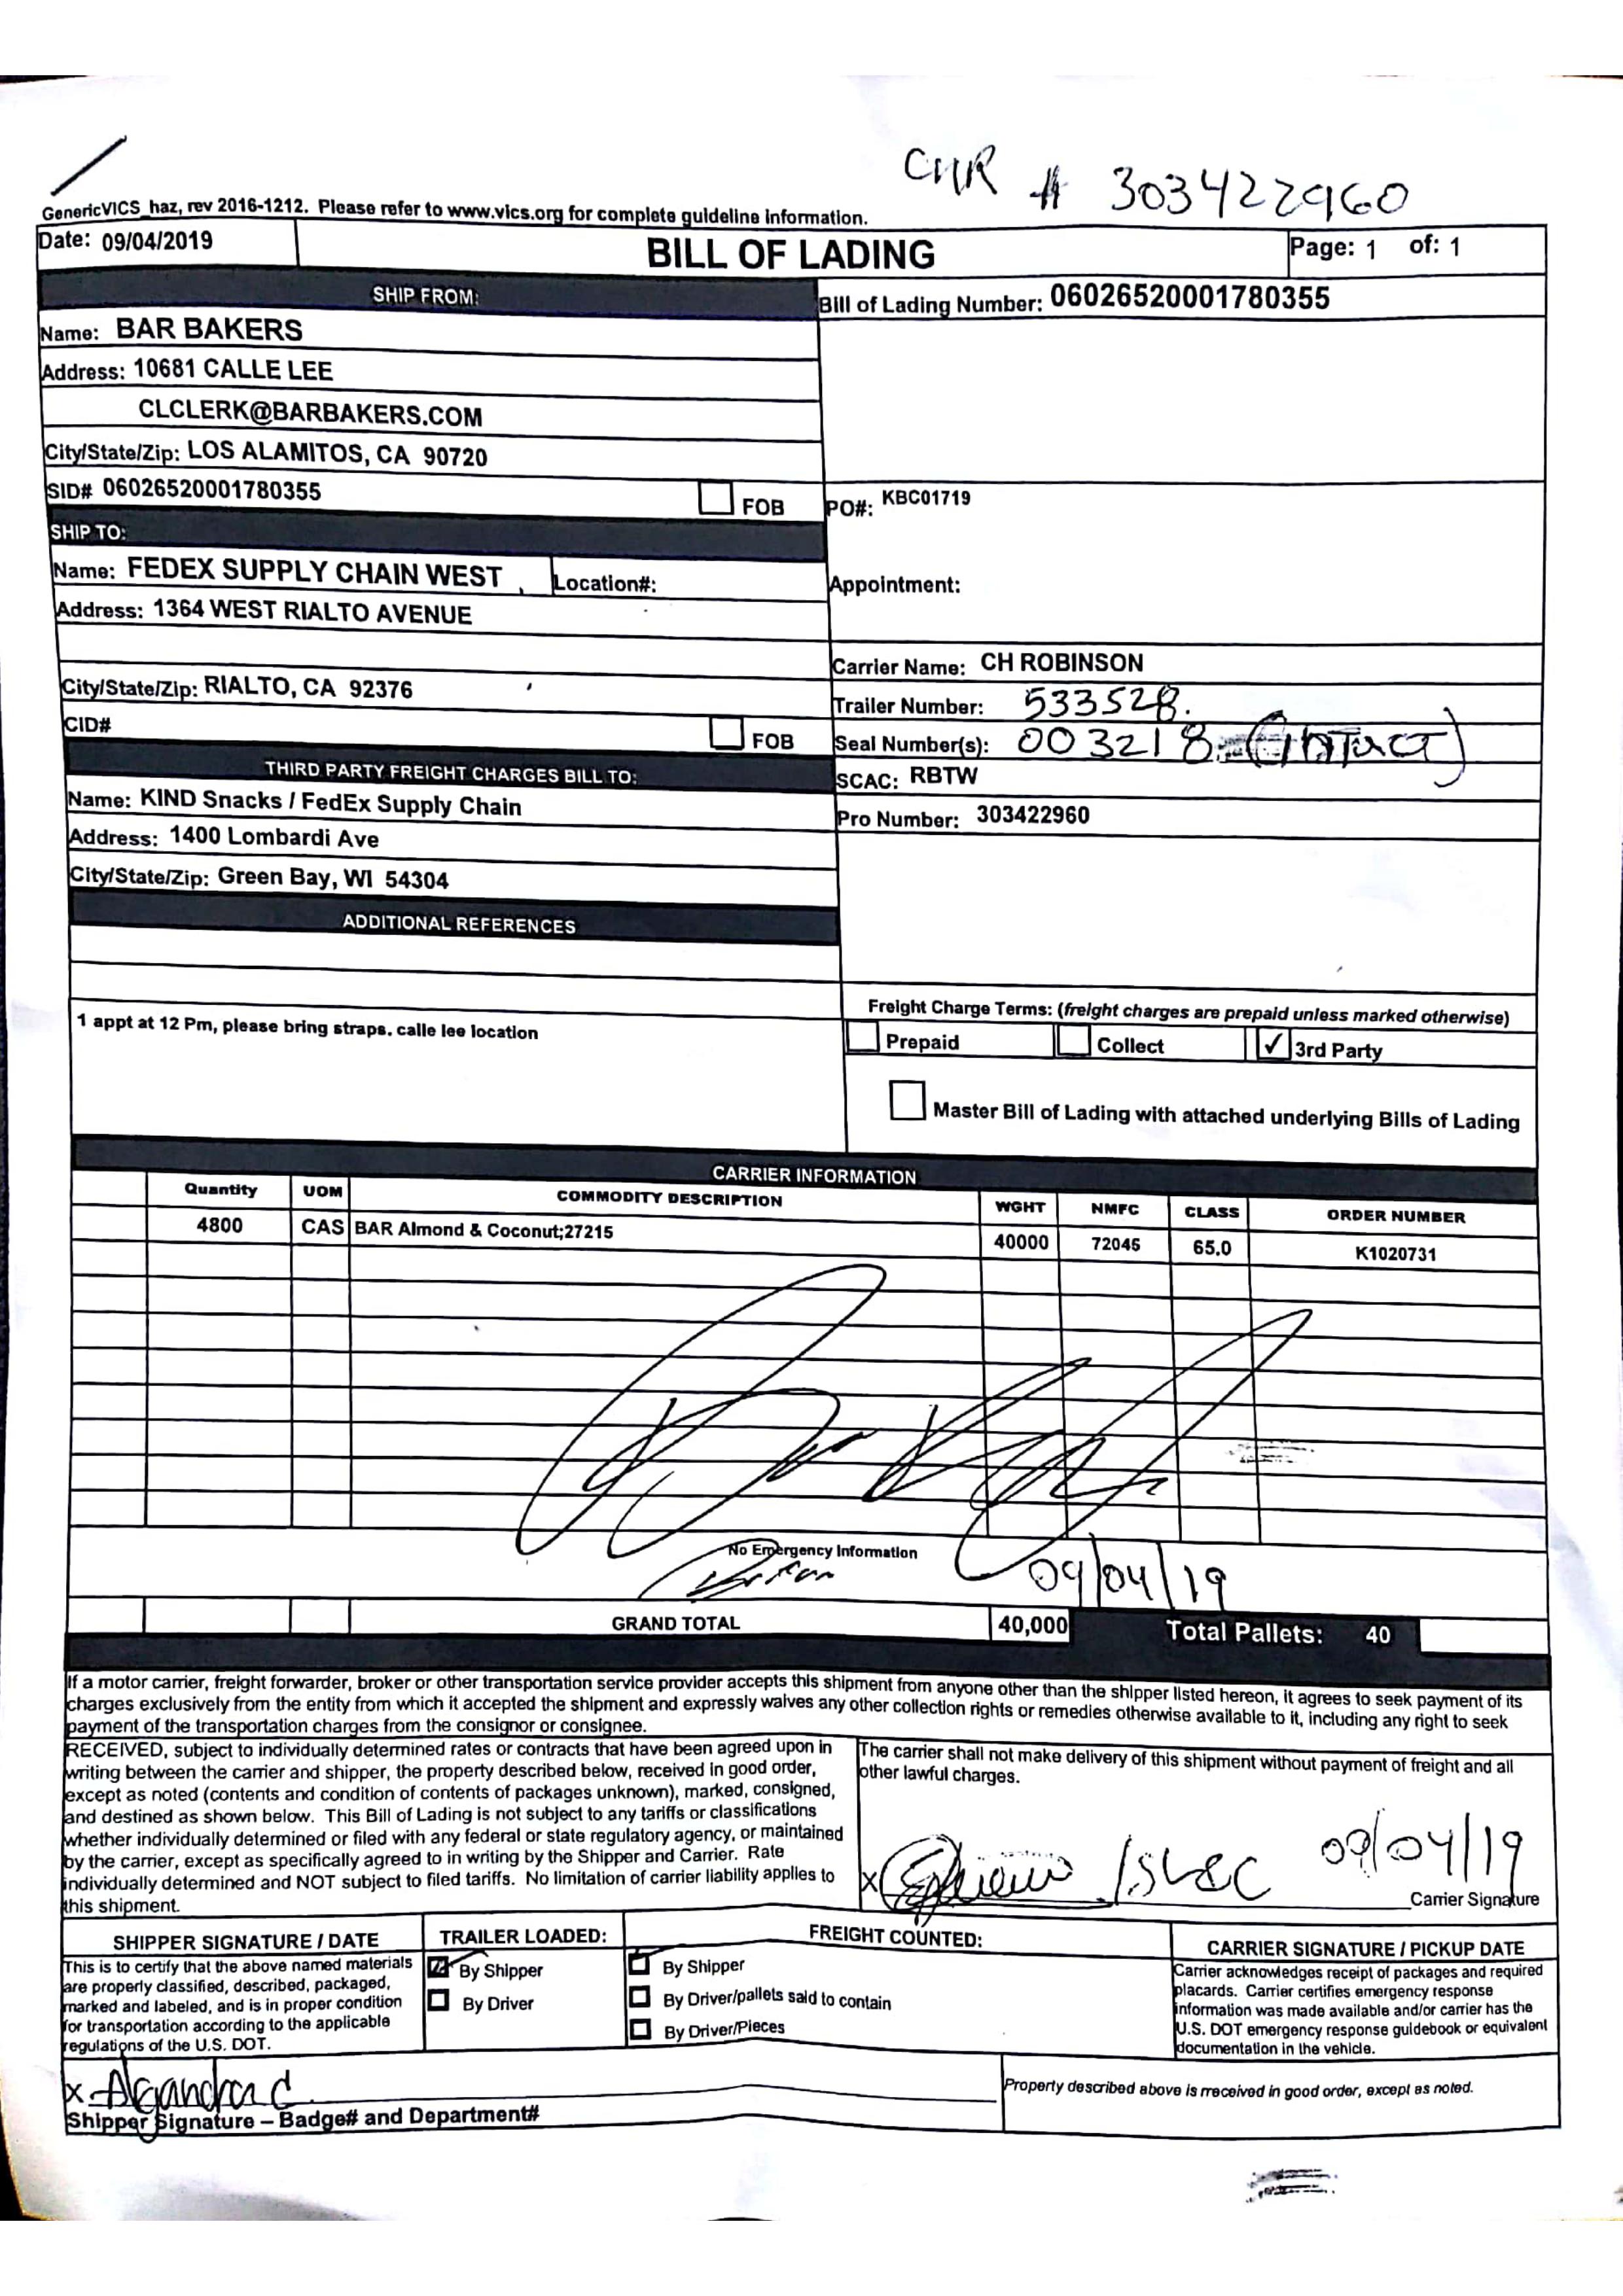 CHR # 303422960
GenericVICS_haz, rev 2016-1212. Please refer to www.vics.org for complete guideline information.
Date: 09/04/2019
BILL OF LADING
Page: 1 of: 1
SHIP FROM:
Bill of Lading Number: 06026520001780355
Name: BAR BAKERS
Address: 10681 CALLE LEE
CLCLERK@BARBAKERS.COM
City/State/Zip: LOS ALAMITOS, CA 90720
SID# 06026520001780355
FOB
PO#: KBC01719
SHIP TO:
Name: FEDEX SUPPLY CHAIN WEST
Location#:
Appointment:
Address: 1364 WEST RIALTO AVENUE
Carrier Name: CH ROBINSON
City/State/Zip: RIALTO, CA 92376
Trailer Number: 533528.
CID#
FOB
Seal Number(s): 003218 (INTACT)
THIRD PARTY FREIGHT CHARGES BILL TO:
SCAC: RBTW
Name: KIND Snacks / FedEx Supply Chain
Pro Number: 303422960
Address: 1400 Lombardi Ave
City/State/Zip: Green Bay, WI 54304
ADDITIONAL REFERENCES
1 appt at 12 Pm, please bring straps. calle lee location
Freight Charge Terms: (freight charges are prepaid unless marked otherwise)
Prepaid
Collect
✓ 3rd Party
Master Bill of Lading with attached underlying Bills of Lading
CARRIER INFORMATION
Quantity UOM COMMODITY DESCRIPTION WGHT NMFC CLASS ORDER NUMBER
4800 CAS BAR Almond & Coconut;27215 40000 72045 65.0 K1020731
No Emergency Information
09/04/19
GRAND TOTAL 40,000 Total Pallets: 40
If a motor carrier, freight forwarder, broker or other transportation service provider accepts this shipment from anyone other than the shipper listed hereon, it agrees to seek payment of its
charges exclusively from the entity from which it accepted the shipment and expressly waives any other collection rights or remedies otherwise available to it, including any right to seek
payment of the transportation charges from the consignor or consignee.
RECEIVED, subject to individually determined rates or contracts that have been agreed upon in
writing between the carrier and shipper, the property described below, received in good order,
except as noted (contents and condition of contents of packages unknown), marked, consigned,
and destined as shown below. This Bill of Lading is not subject to any tariffs or classifications
whether individually determined or filed with any federal or state regulatory agency, or maintained
by the carrier, except as specifically agreed to in writing by the Shipper and Carrier. Rate
individually determined and NOT subject to filed tariffs. No limitation of carrier liability applies to
this shipment.
The carrier shall not make delivery of this shipment without payment of freight and all
other lawful charges.
X 09/04/19
Carrier Signature
SHIPPER SIGNATURE / DATE
This is to certify that the above named materials
are properly classified, described, packaged,
marked and labeled, and is in proper condition
for transportation according to the applicable
regulations of the U.S. DOT.
TRAILER LOADED:
By Shipper
By Driver
FREIGHT COUNTED:
By Shipper
By Driver/pallets said to contain
By Driver/Pieces
CARRIER SIGNATURE / PICKUP DATE
Carrier acknowledges receipt of packages and required
placards. Carrier certifies emergency response
information was made available and/or carrier has the
U.S. DOT emergency response guidebook or equivalent
documentation in the vehicle.
X
Shipper Signature – Badge# and Department#
Property described above is rreceived in good order, except as noted.